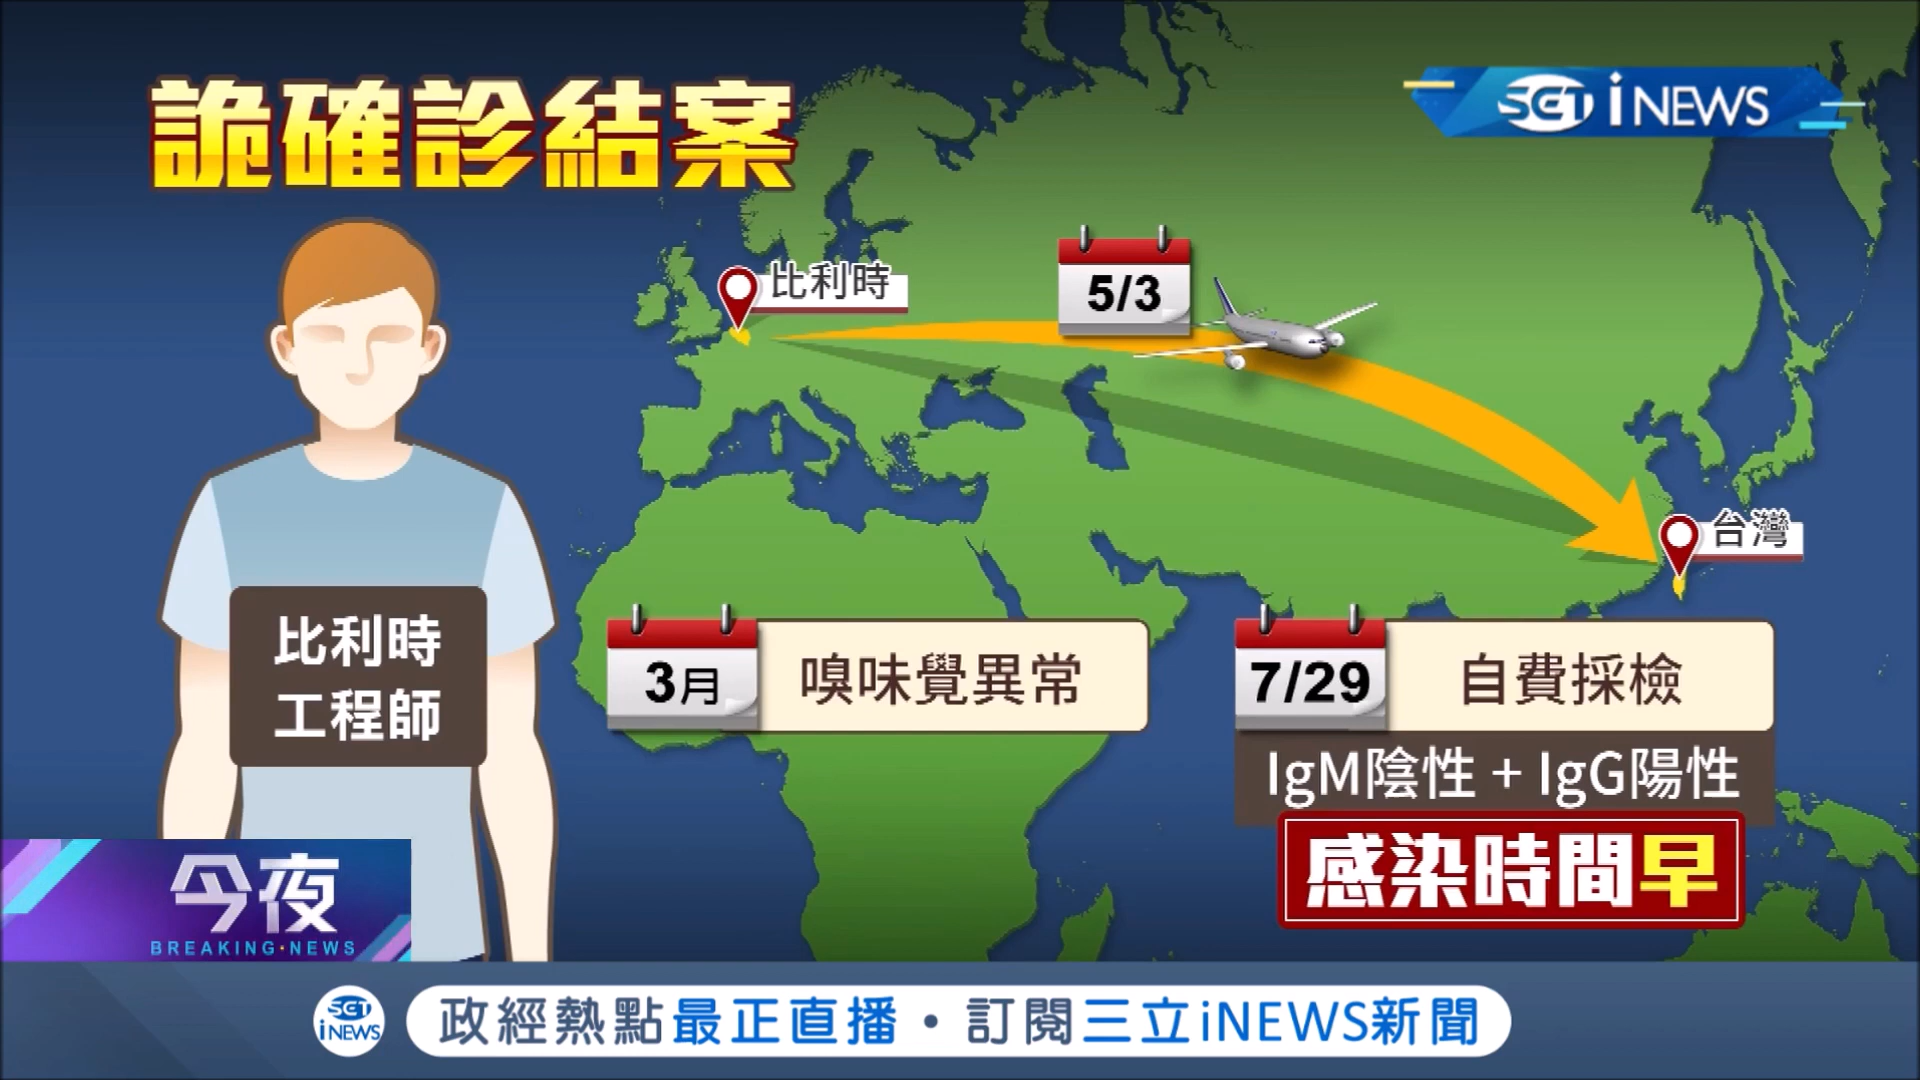 詭確診結案
SET iNEWS
比利時
5/3
台灣
比利時
工程師
3月
嗅味覺異常
7/29
自費採檢
IgM陰性 + IgG陽性
感染時間早
今夜
BREAKING·NEWS
SET
iNEWS
政經熱點最正直播・訂閱三立iNEWS新聞